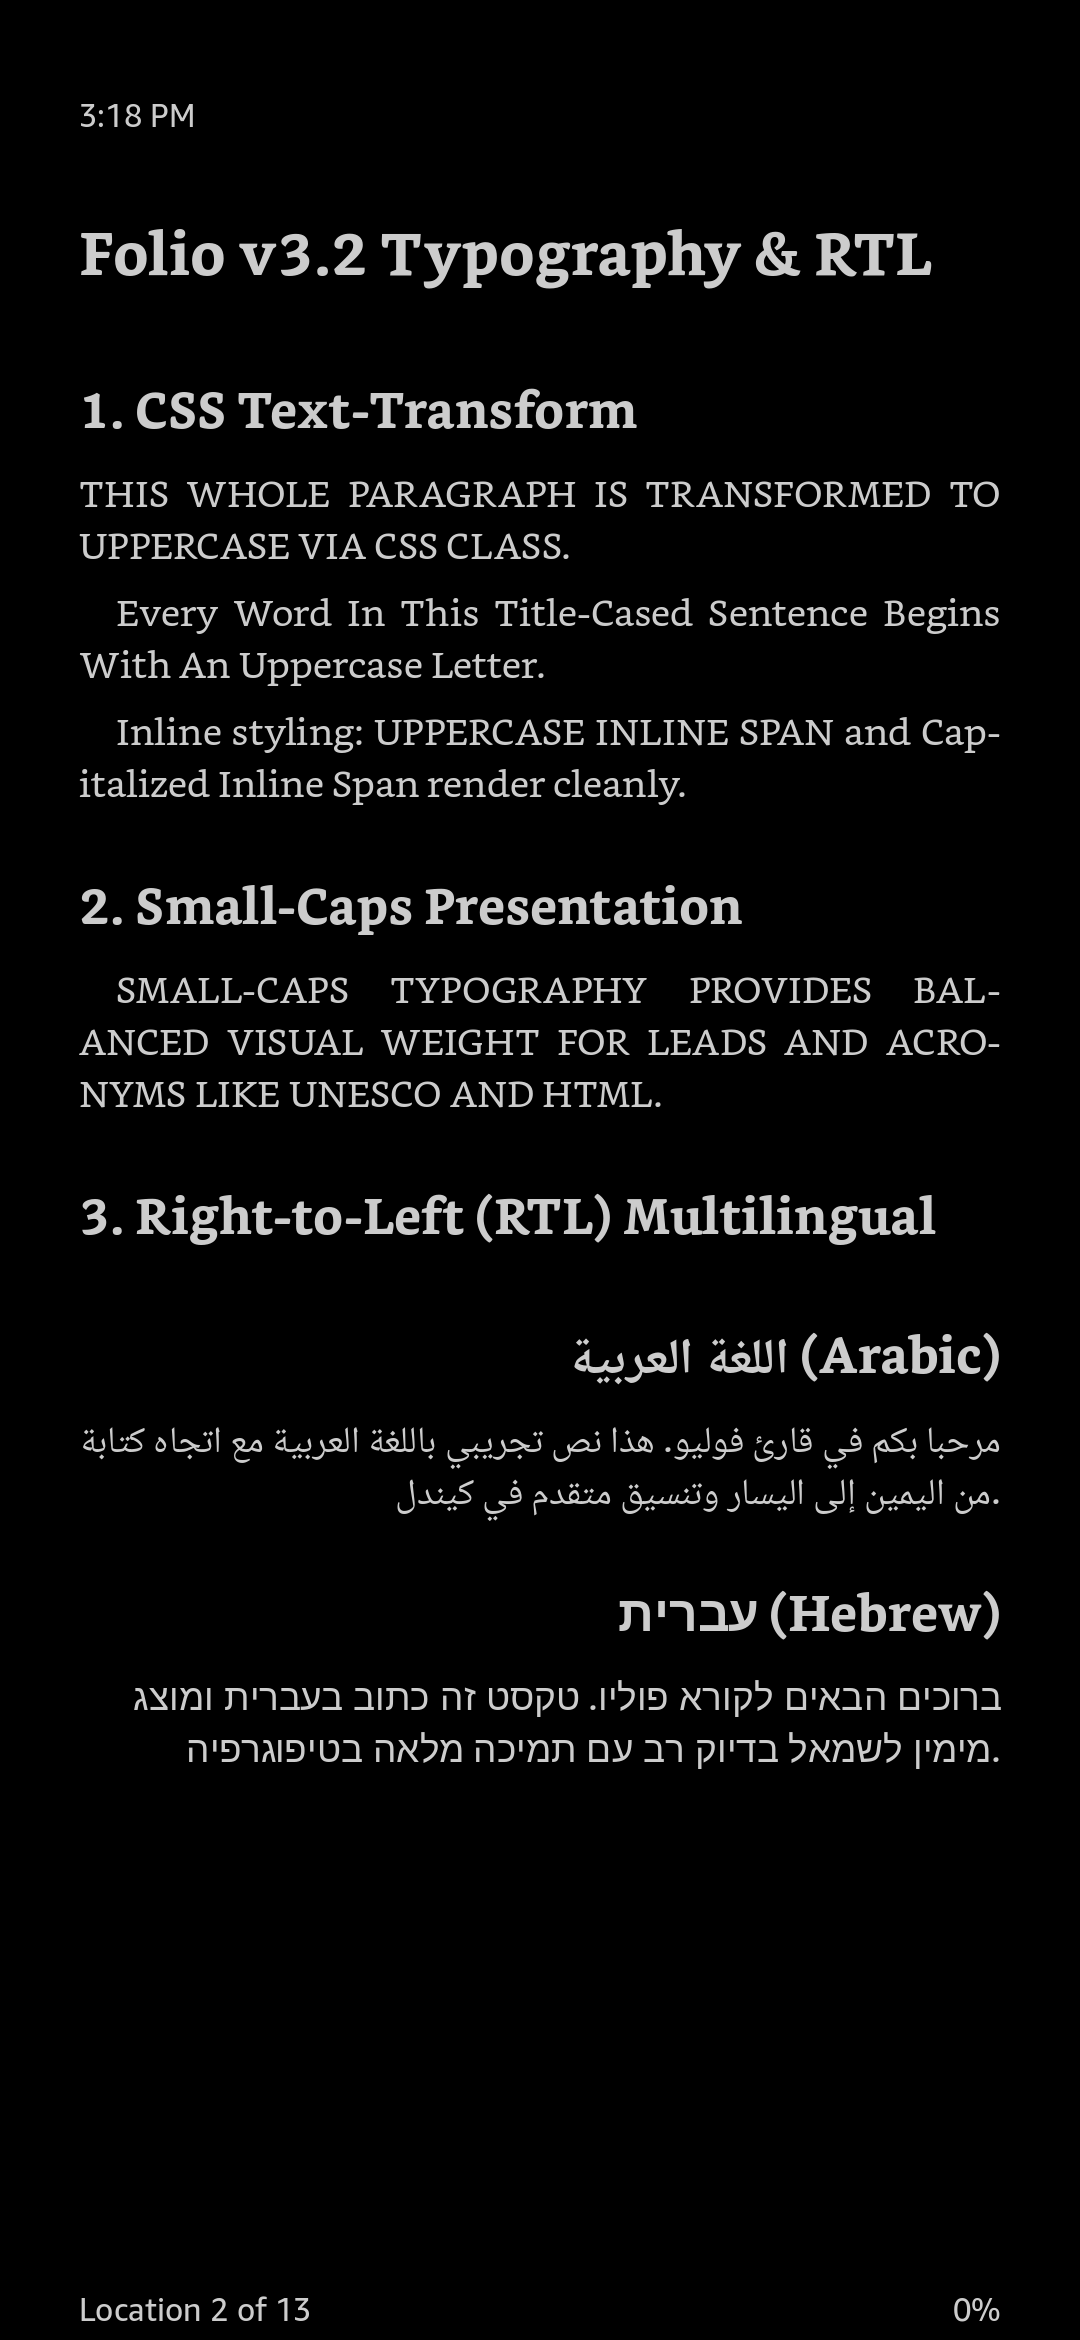 3:18 PM
Folio v3.2 Typography & RTL
1. CSS Text-Transform
THIS WHOLE PARAGRAPH IS TRANSFORMED TO
UPPERCASE VIA CSS CLASS.
Every Word In This Title-Cased Sentence Begins
With An Uppercase Letter.
Inline styling: UPPERCASE INLINE SPAN and Cap-
italized Inline Span render cleanly.
2. Small-Caps Presentation
SMALL-CAPS TYPOGRAPHY PROVIDES BAL-
ANCED VISUAL WEIGHT FOR LEADS AND ACRO-
NYMS LIKE UNESCO AND HTML.
3. Right-to-Left (RTL) Multilingual
اللغة العربية (Arabic)
مرحبا بكم في قارئ فوليو. هذا نص تجريبي باللغة العربية مع اتجاه كتابة
من اليمين إلى اليسار وتنسيق متقدم في كيندل.
עברית (Hebrew)
ברוכים הבאים לקורא פוליו. טקסט זה כתוב בעברית ומוצג
מימין לשמאל בדיוק רב עם תמיכה מלאה בטיפוגרפיה.
Location 2 of 13
0%